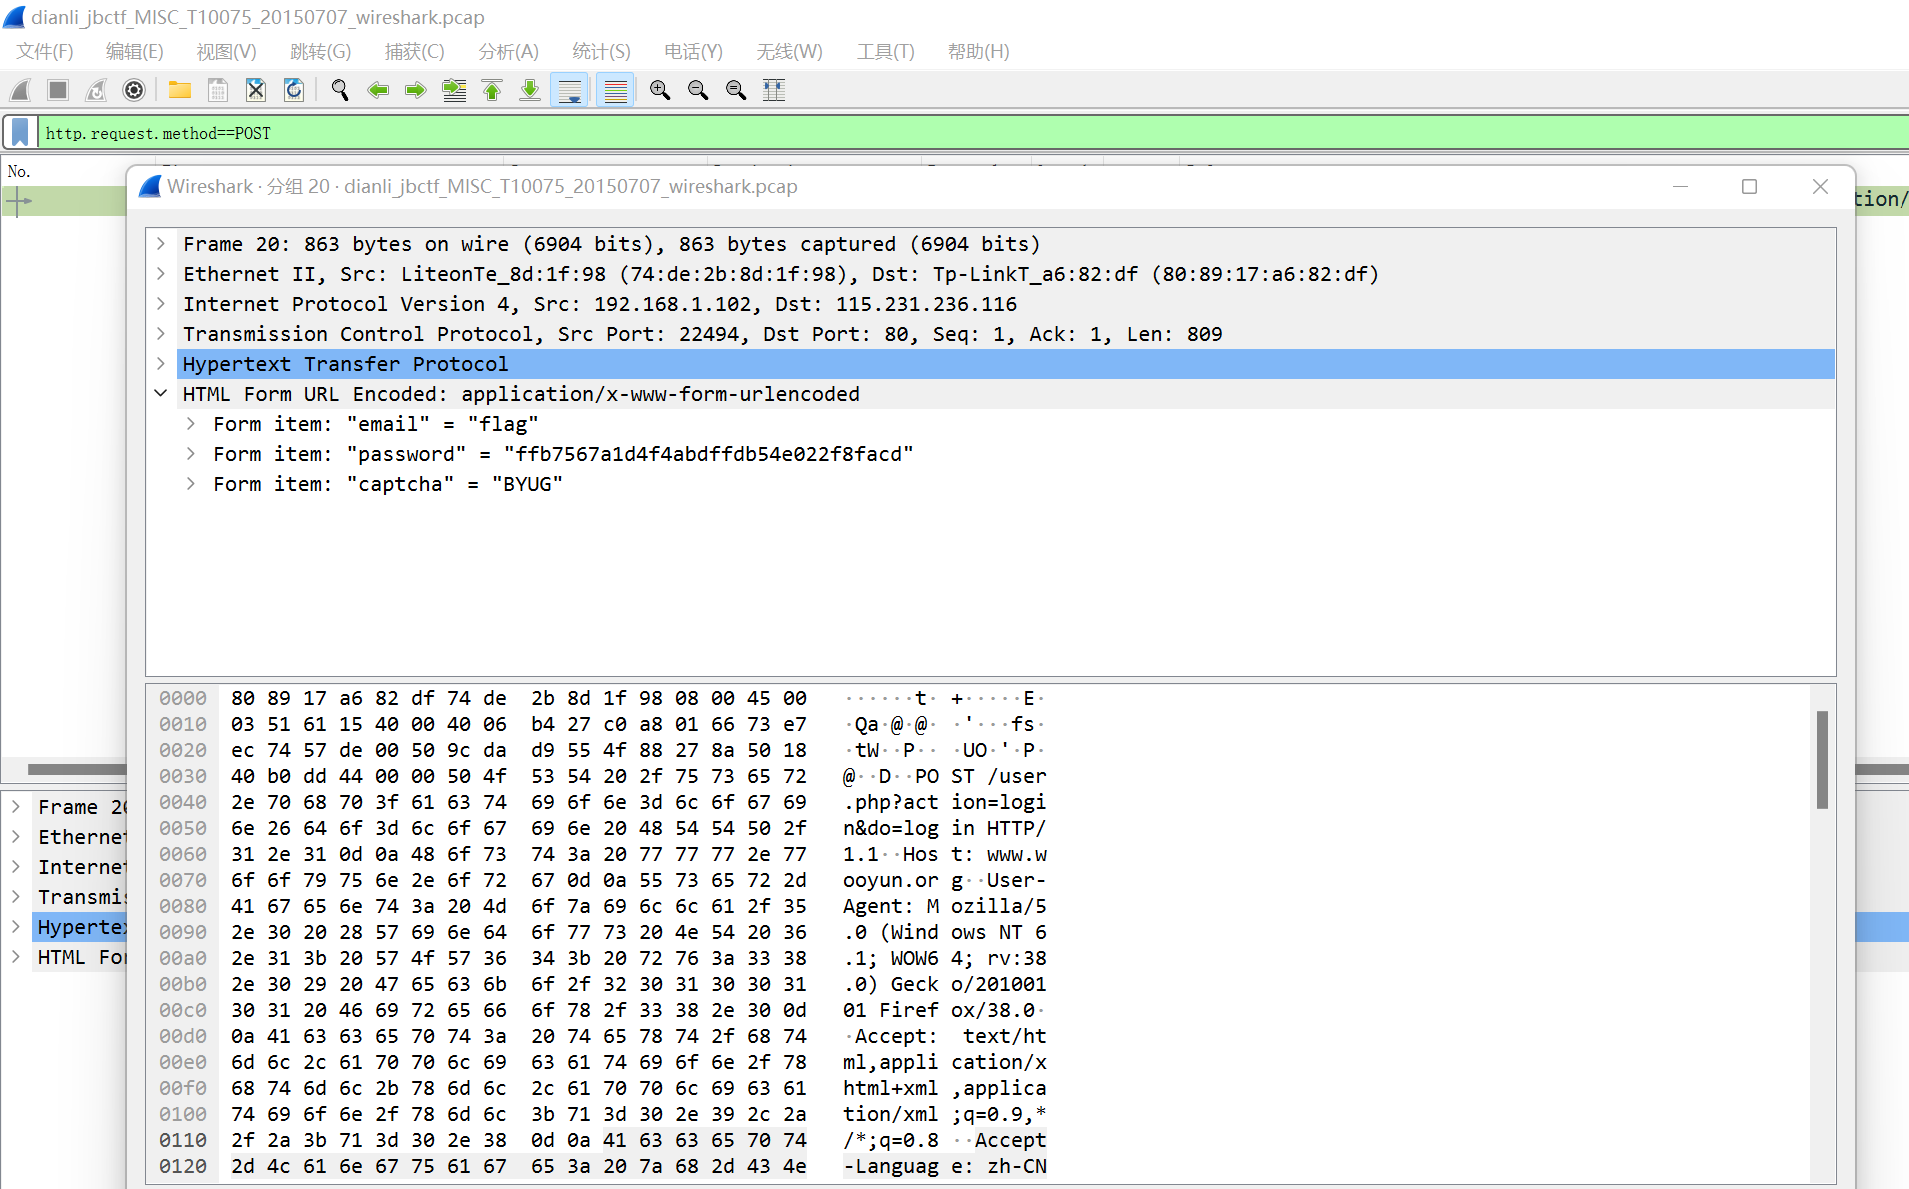 dianli_jbctf_MISC_T10075_20150707_wireshark.pcap
文件(F) 编辑(E) 视图(V) 跳转(G) 捕获(C) 分析(A) 统计(S) 电话(Y) 无线(W) 工具(T) 帮助(H)
http.request.method==POST
No.
Wireshark · 分组 20 · dianli_jbctf_MISC_T10075_20150707_wireshark.pcap
tion/
Frame 20: 863 bytes on wire (6904 bits), 863 bytes captured (6904 bits)
Ethernet II, Src: LiteonTe_8d:1f:98 (74:de:2b:8d:1f:98), Dst: Tp-LinkT_a6:82:df (80:89:17:a6:82:df)
Internet Protocol Version 4, Src: 192.168.1.102, Dst: 115.231.236.116
Transmission Control Protocol, Src Port: 22494, Dst Port: 80, Seq: 1, Ack: 1, Len: 809
Hypertext Transfer Protocol
HTML Form URL Encoded: application/x-www-form-urlencoded
Form item: "email" = "flag"
Form item: "password" = "ffb7567a1d4f4abdffdb54e022f8facd"
Form item: "captcha" = "BYUG"
0000 80 89 17 a6 82 df 74 de 2b 8d 1f 98 08 00 45 00 ······t· +·····E·
0010 03 51 61 15 40 00 40 06 b4 27 c0 a8 01 66 73 e7 ·Qa·@·@· ·'···fs·
0020 ec 74 57 de 00 50 9c da d9 55 4f 88 27 8a 50 18 ·tW··P·· ·UO·'·P·
0030 40 b0 dd 44 00 00 50 4f 53 54 20 2f 75 73 65 72 @··D··PO ST /user
0040 2e 70 68 70 3f 61 63 74 69 6f 6e 3d 6c 6f 67 69 .php?act ion=logi
0050 6e 26 64 6f 3d 6c 6f 67 69 6e 20 48 54 54 50 2f n&do=log in HTTP/
0060 31 2e 31 0d 0a 48 6f 73 74 3a 20 77 77 77 2e 77 1.1··Hos t: www.w
0070 6f 6f 79 75 6e 2e 6f 72 67 0d 0a 55 73 65 72 2d ooyun.or g··User-
0080 41 67 65 6e 74 3a 20 4d 6f 7a 69 6c 6c 61 2f 35 Agent: M ozilla/5
0090 2e 30 20 28 57 69 6e 64 6f 77 73 20 4e 54 20 36 .0 (Wind ows NT 6
00a0 2e 31 3b 20 57 4f 57 36 34 3b 20 72 76 3a 33 38 .1; WOW6 4; rv:38
00b0 2e 30 29 20 47 65 63 6b 6f 2f 32 30 31 30 30 31 .0) Geck o/201001
00c0 30 31 20 46 69 72 65 66 6f 78 2f 33 38 2e 30 0d 01 Firef ox/38.0·
00d0 0a 41 63 63 65 70 74 3a 20 74 65 78 74 2f 68 74 ·Accept: text/ht
00e0 6d 6c 2c 61 70 70 6c 69 63 61 74 69 6f 6e 2f 78 ml,appli cation/x
00f0 68 74 6d 6c 2b 78 6d 6c 2c 61 70 70 6c 69 63 61 html+xml ,applica
0100 74 69 6f 6e 2f 78 6d 6c 3b 71 3d 30 2e 39 2c 2a tion/xml ;q=0.9,*
0110 2f 2a 3b 71 3d 30 2e 38 0d 0a 41 63 63 65 70 74 /*;q=0.8 ··Accept
0120 2d 4c 61 6e 67 75 61 67 65 3a 20 7a 68 2d 43 4e -Languag e: zh-CN
Frame 20
Ethernet
Internet
Transmis
Hypertex
HTML For